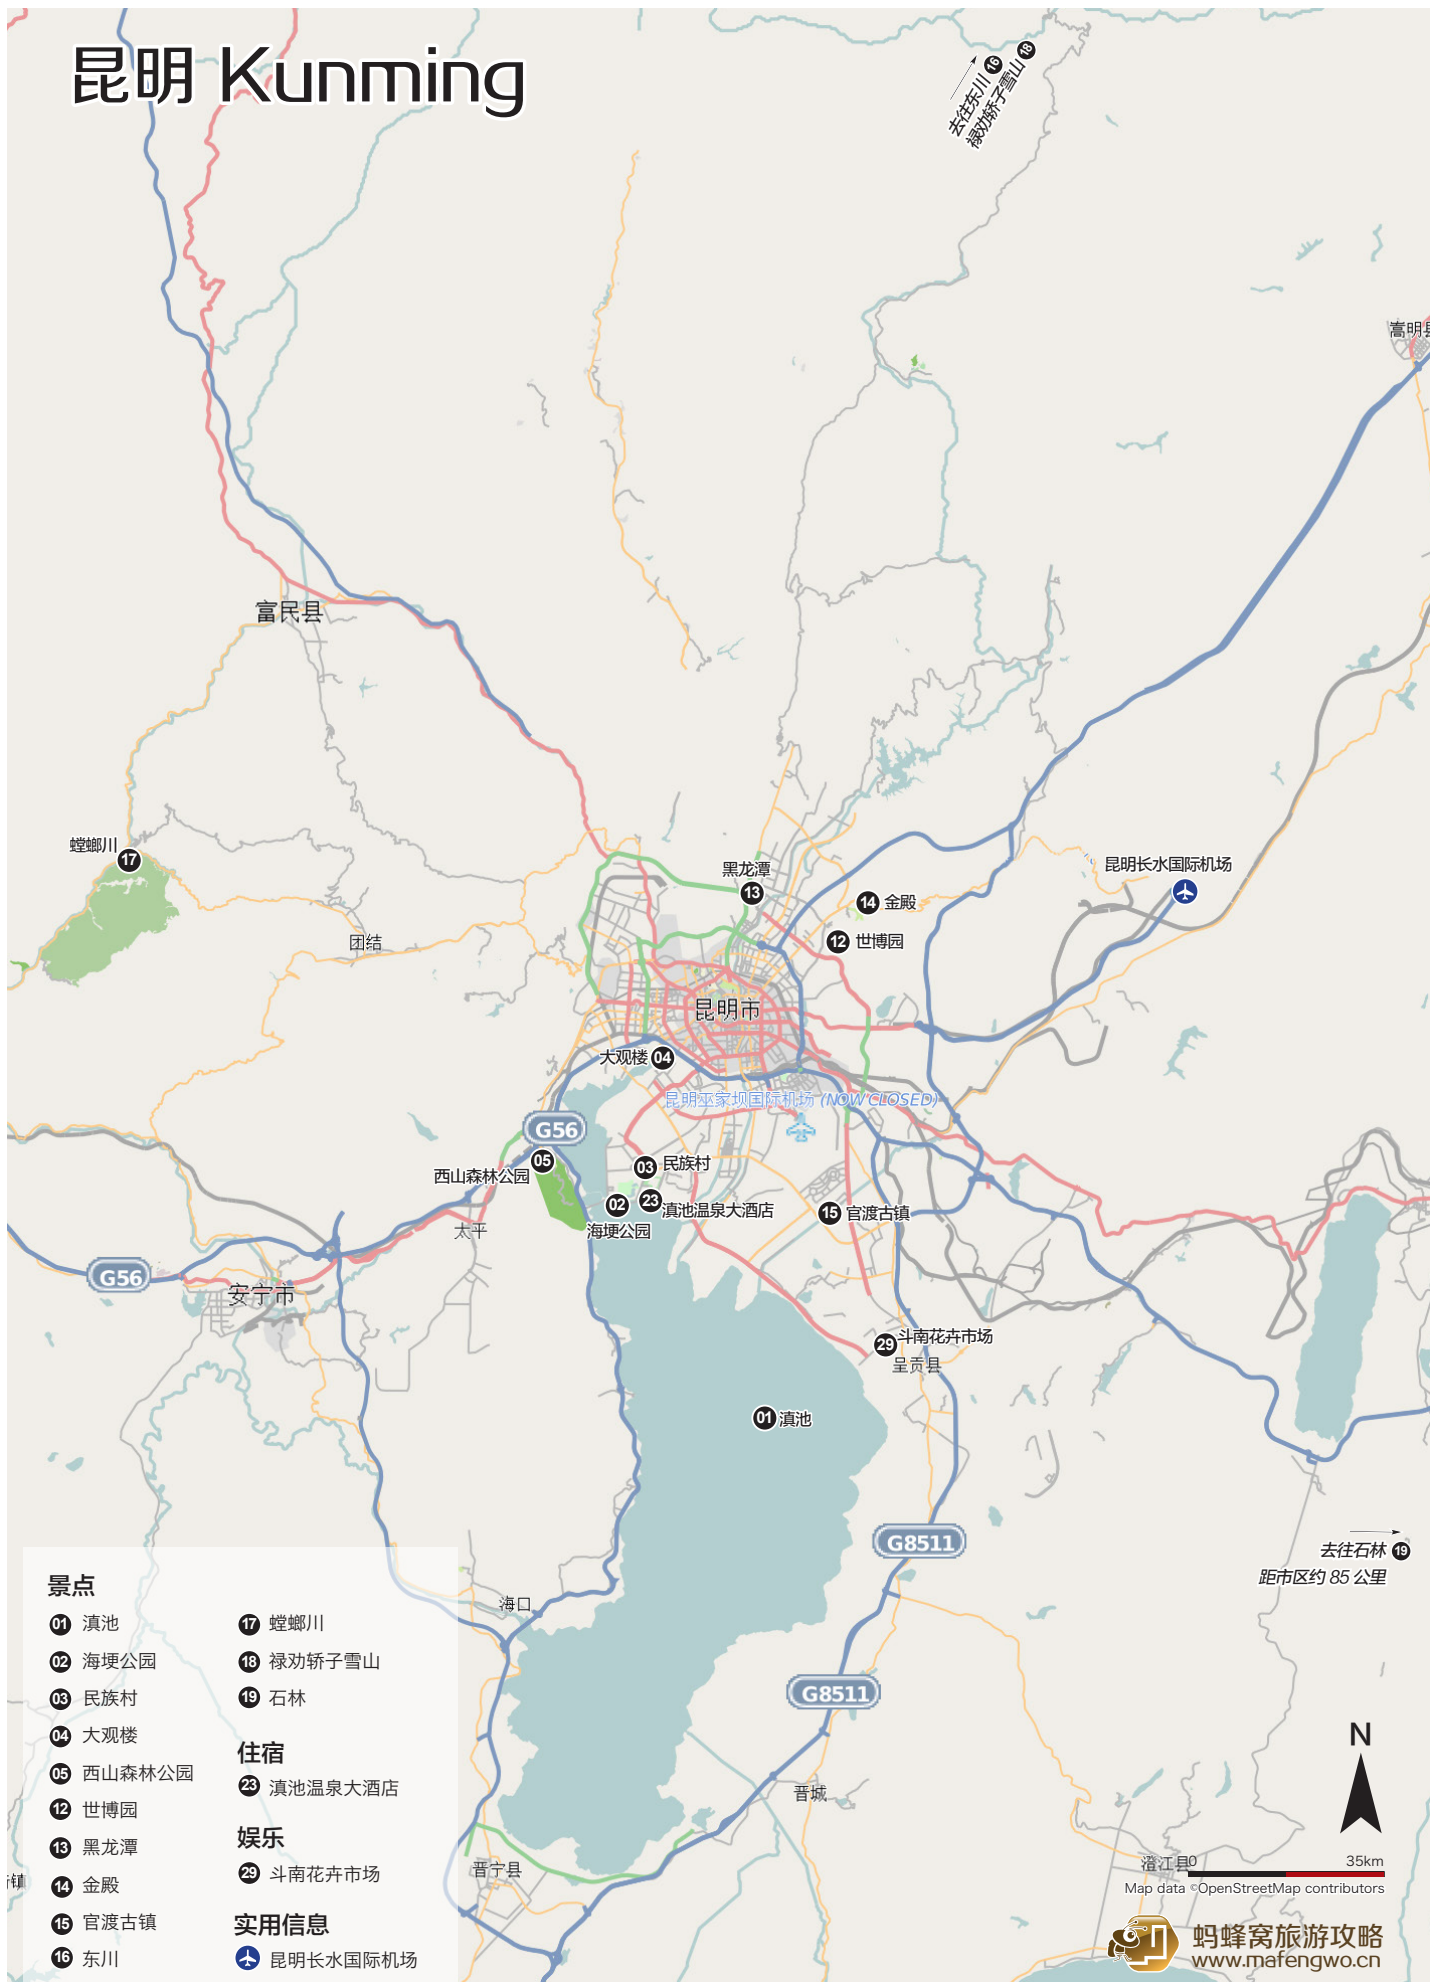 昆明 Kunming
去往东川 16
禄劝轿子雪山 18
嵩明县
富民县
螳螂川
17
黑龙潭
13
昆明长水国际机场
14 金殿
12 世博园
团结
昆明市
大观楼 04
昆明巫家坝国际机场 (NOW CLOSED)
G56
05
西山森林公园
03 民族村
02
23 滇池温泉大酒店
海埂公园
15 官渡古镇
太平
G56
安宁市
29 斗南花卉市场
呈贡县
01 滇池
G8511
去往石林 19
距市区约 85 公里
海口
G8511
晋城
晋宁县
澄江县
镇
景点
01 滇池
02 海埂公园
03 民族村
04 大观楼
05 西山森林公园
12 世博园
13 黑龙潭
14 金殿
15 官渡古镇
16 东川
17 螳螂川
18 禄劝轿子雪山
19 石林
住宿
23 滇池温泉大酒店
娱乐
29 斗南花卉市场
实用信息
昆明长水国际机场
N
0 35km
Map data ©OpenStreetMap contributors
蚂蜂窝旅游攻略
www.mafengwo.cn